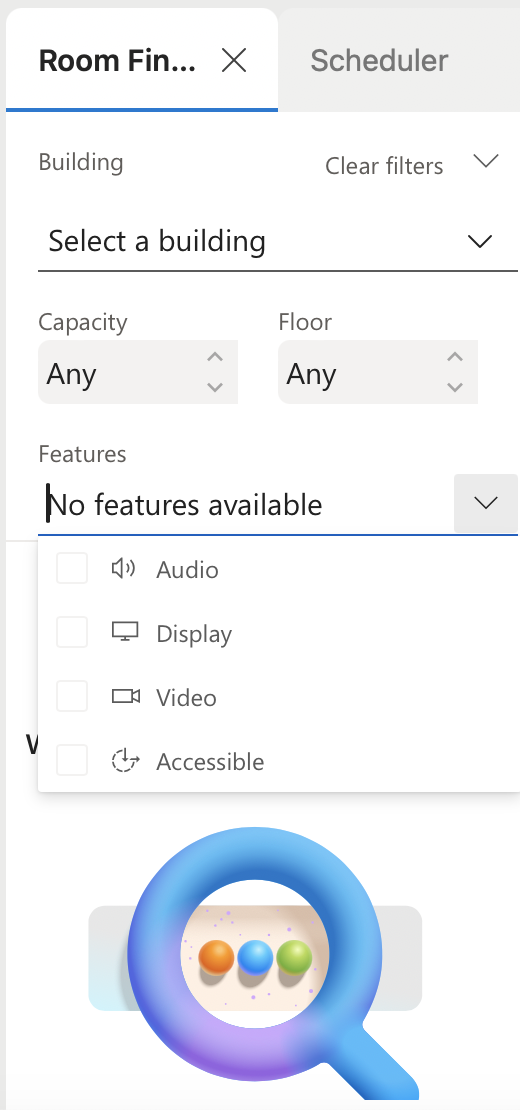 Room Fin...
Scheduler
Building
Clear filters
Select a building
Capacity
Floor
Any
Any
Features
No features available
Audio
Display
Video
Accessible